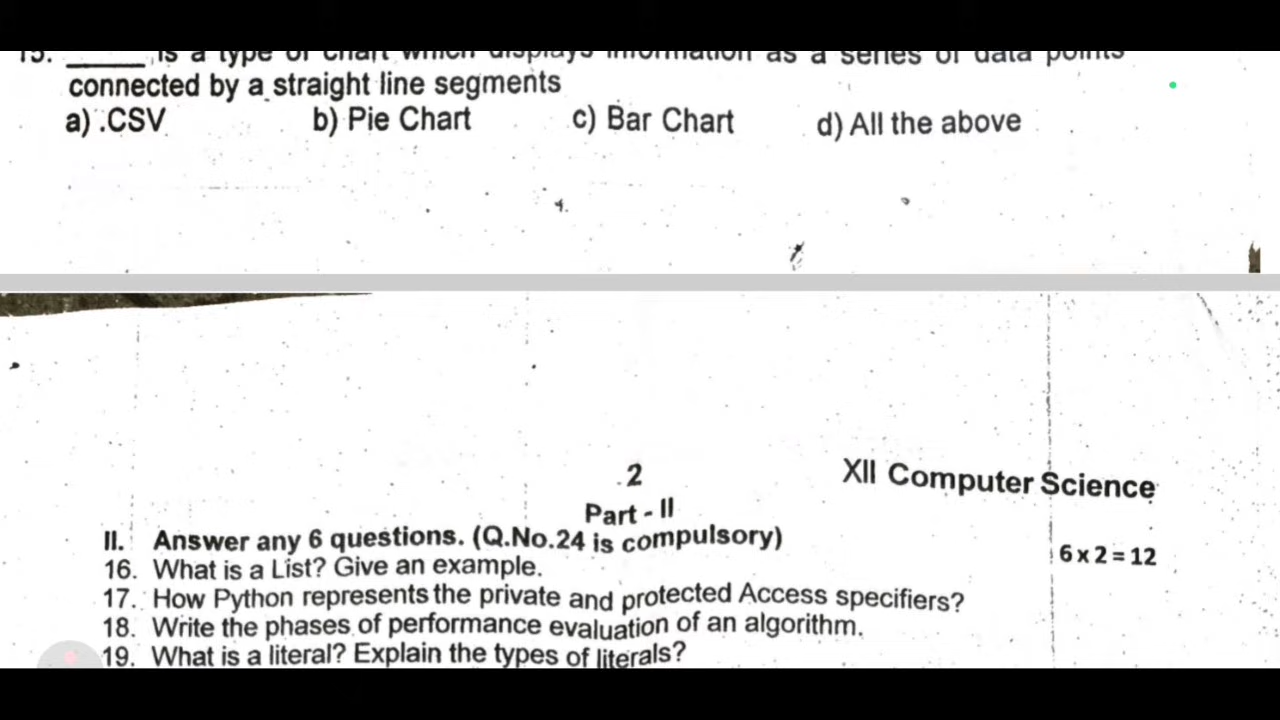 15. _____ is a type of chart which displays information as a series of data points
connected by a straight line segments
a) .CSV b) Pie Chart c) Bar Chart d) All the above
2
XII Computer Science
Part - II
II. Answer any 6 questions. (Q.No.24 is compulsory)
6 x 2 = 12
16. What is a List? Give an example.
17. How Python represents the private and protected Access specifiers?
18. Write the phases of performance evaluation of an algorithm.
19. What is a literal? Explain the types of literals?